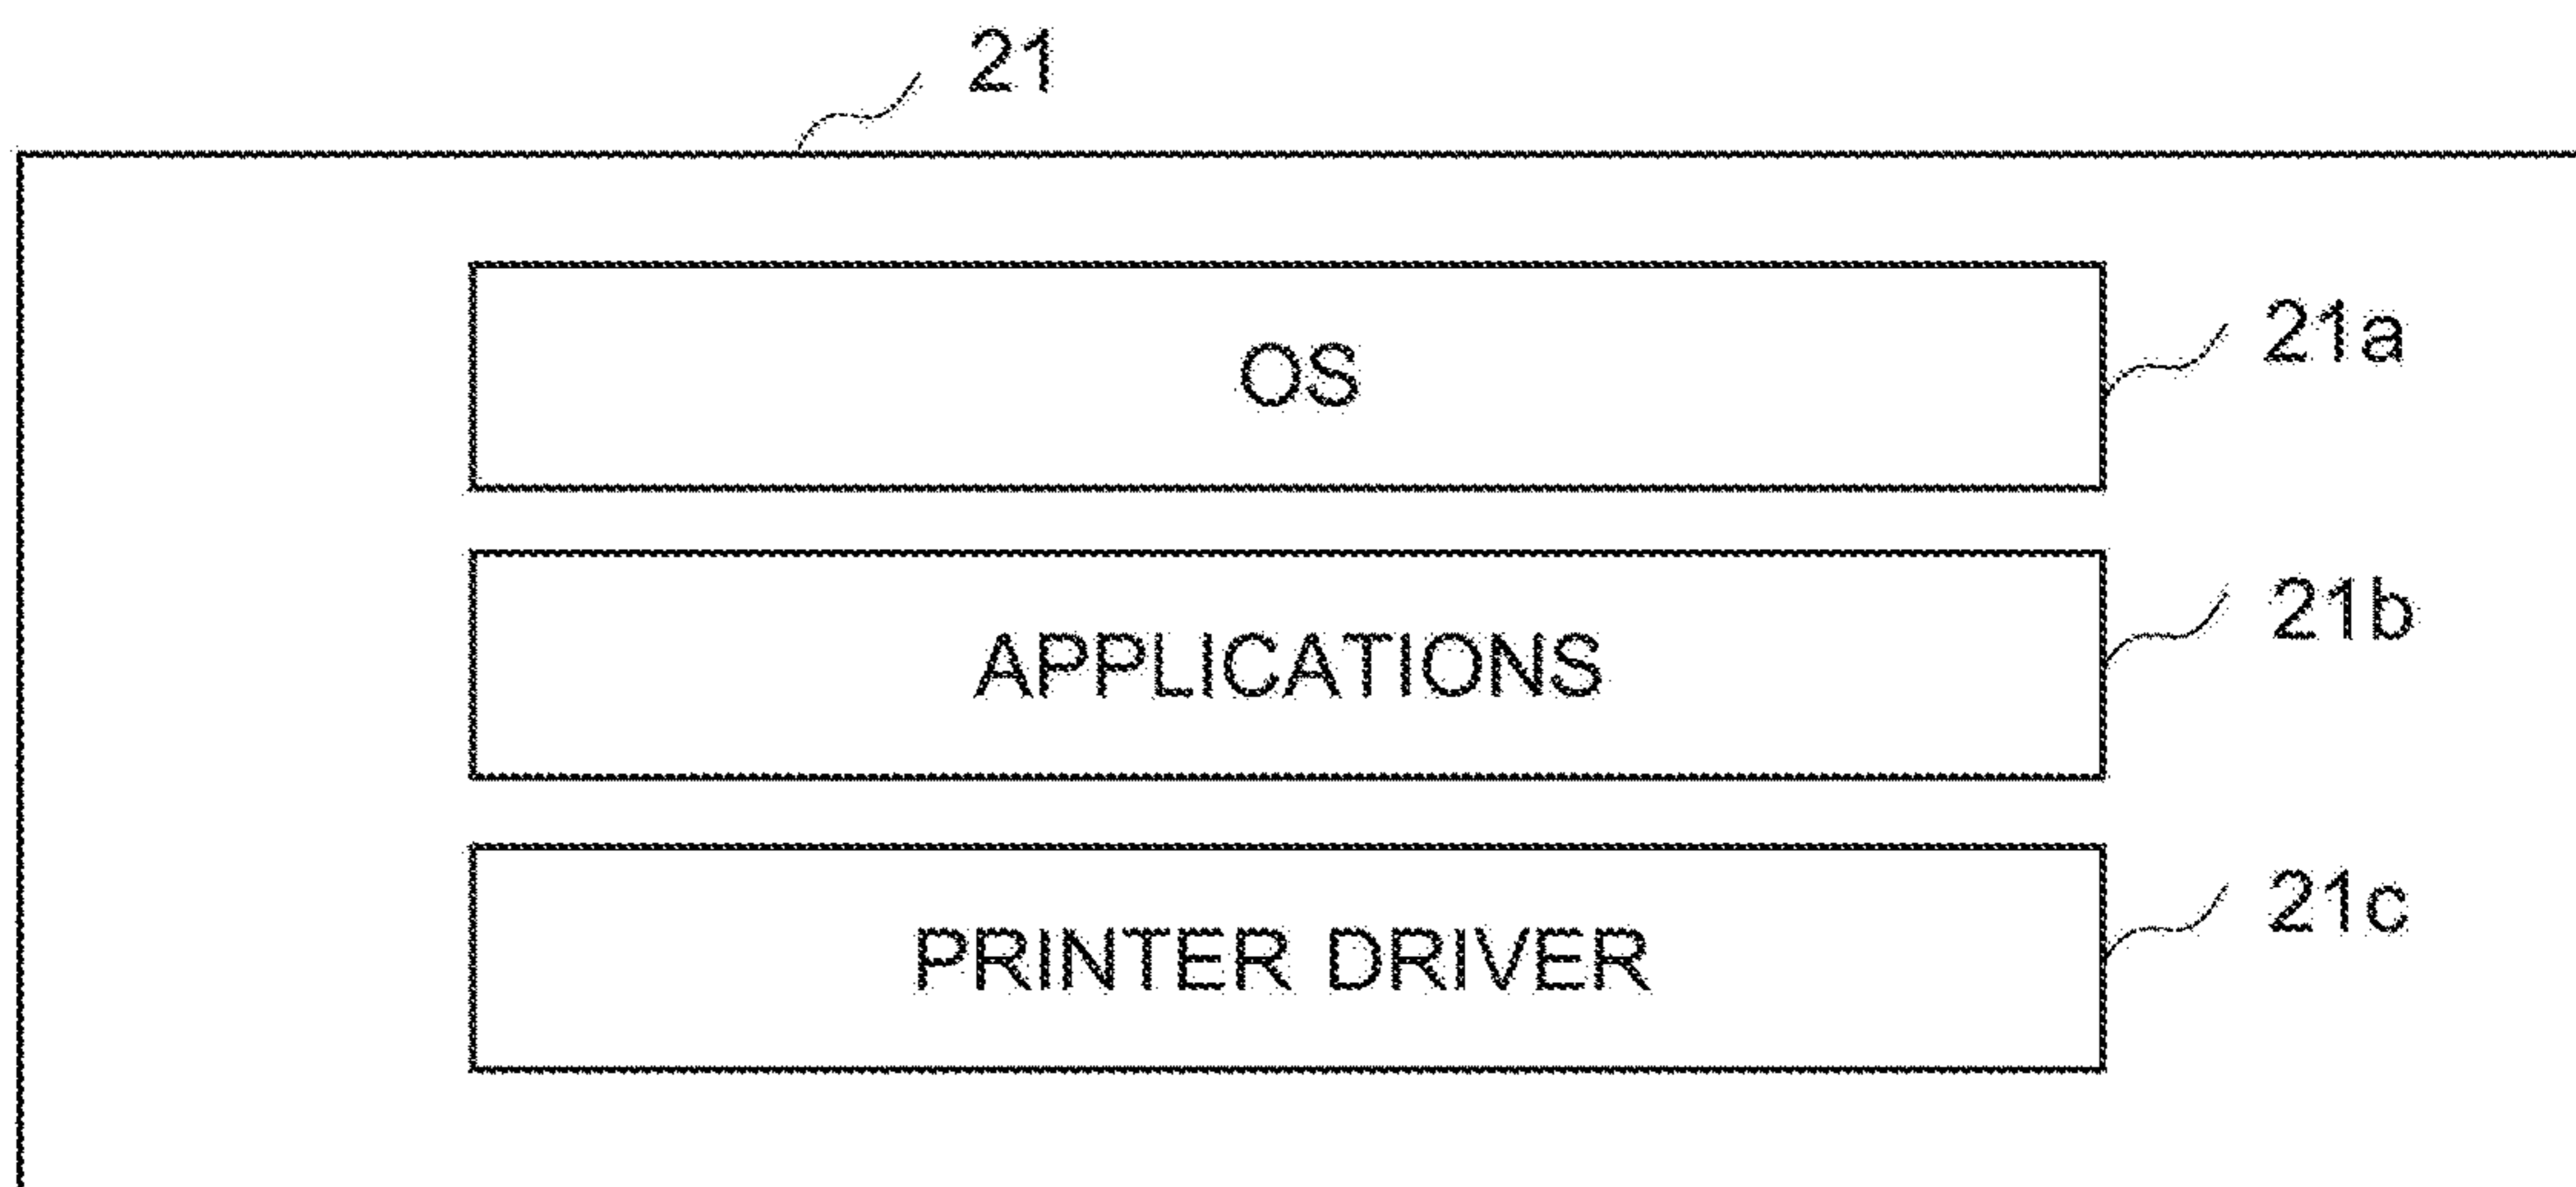 21
OS
21a
APPLICATIONS
21b
PRINTER DRIVER
21c